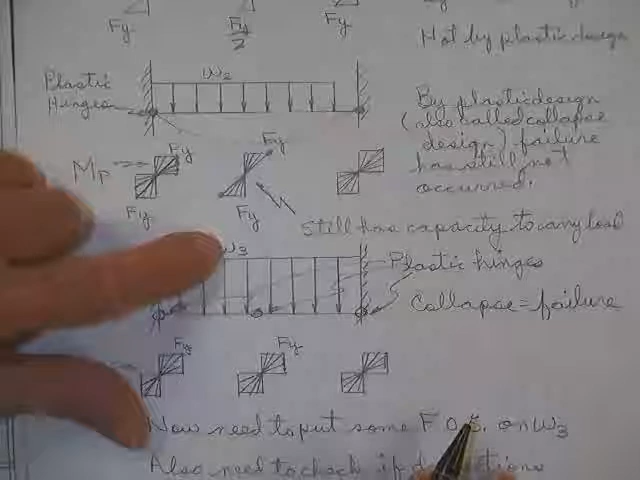 Fy Fy/2 Fy
Not by plastic design
Plastic
Hinges
w2
By plastic design
(also called collapse
design) failure
has still not
occurred.
Mp Fy Fy
Fy Fy
Still has capacity to carry load
w3
Plastic hinges
Collapse = failure
Fy Fy
Now need to put some F.O.S. on w3
Also need to check if deflections